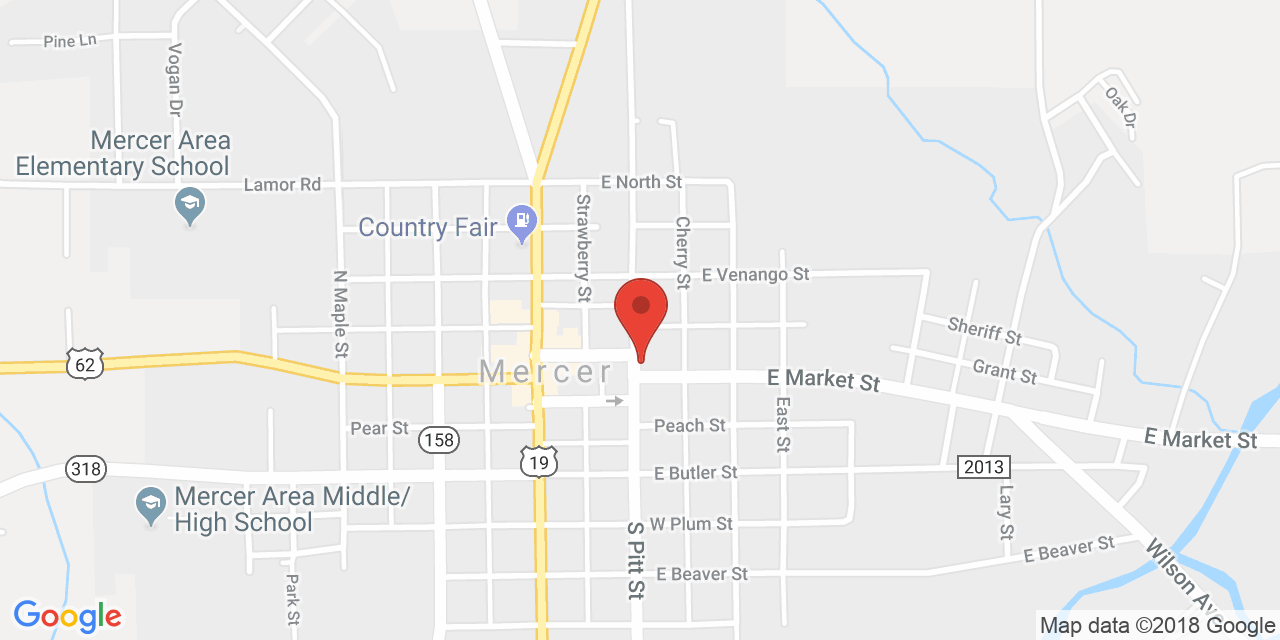 Pine Ln
Vogan Dr
Oak Dr
Mercer Area
Elementary School
Lamor Rd
E North St
Country Fair
Strawberry St
Cherry St
E Venango St
N Maple St
Sheriff St
62
Mercer
E Market St
Grant St
East St
Pear St
Peach St
158
E Market St
318
19
E Butler St
2013
Mercer Area Middle/
High School
Lary St
W Plum St
S Pitt St
E Beaver St
E Beaver St
Wilson Ave
Park St
Google
Map data ©2018 Google